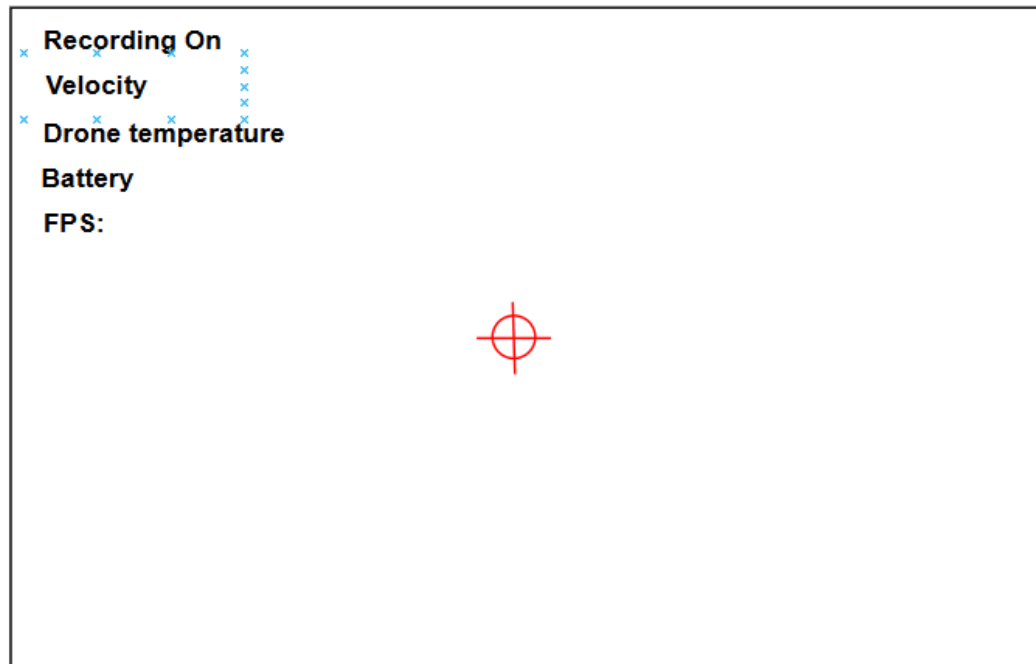 Recording On
Velocity
Drone temperature
Battery
FPS: